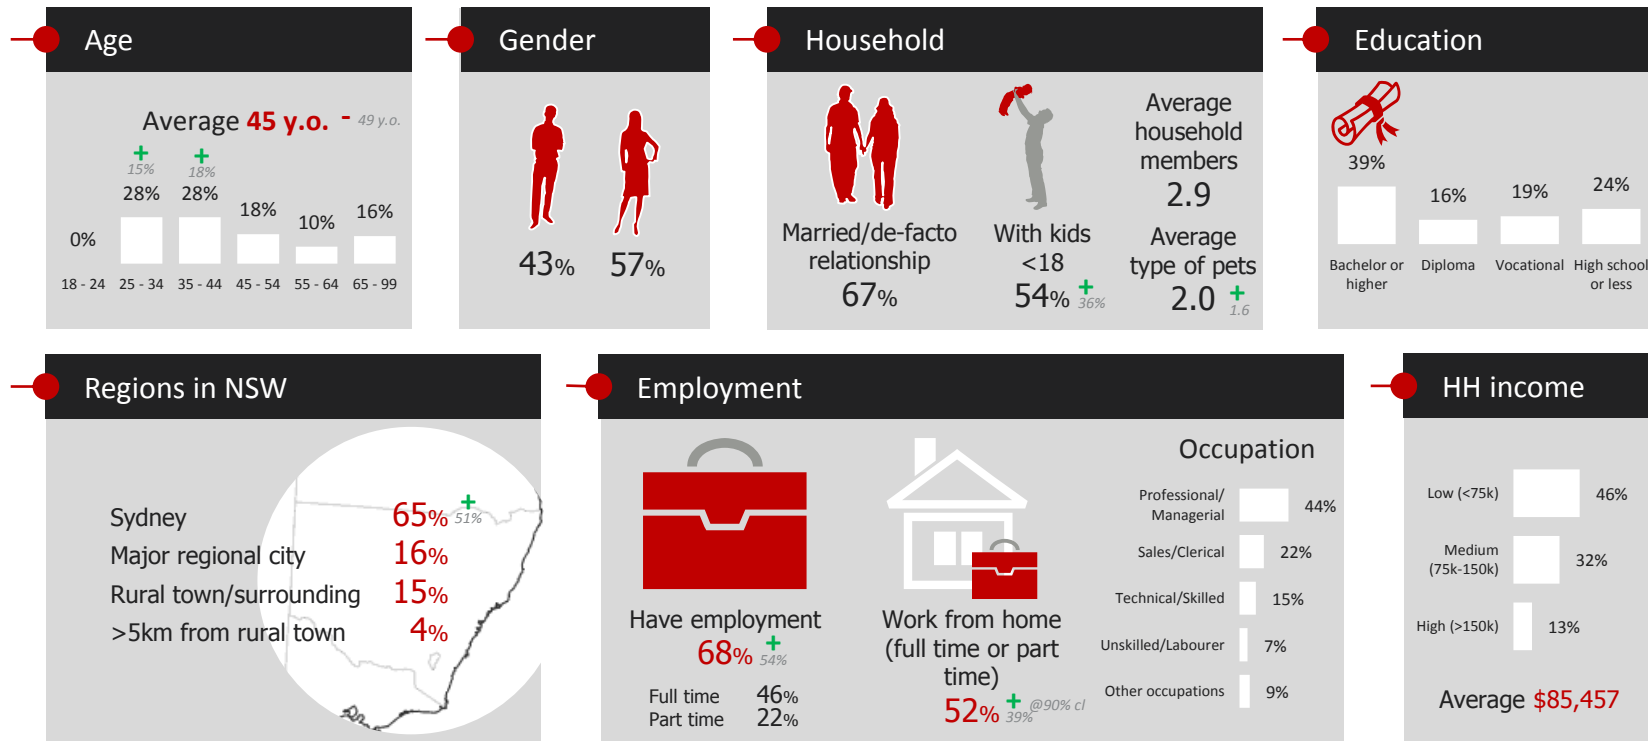 Age
Average 45 y.o. - 49 y.o.
+ +
15% 18%
28% 28%
0% 18% 10% 16%
18 - 24 25 - 34 35 - 44 45 - 54 55 - 64 65 - 99
Gender
43% 57%
Household
Married/de-facto
relationship
67%
With kids
<18
54% + 36%
Average
household
members
2.9
Average
type of pets
2.0 + 1.6
Education
39% 16% 19% 24%
Bachelor or
higher
Diploma
Vocational
High school
or less
Regions in NSW
Sydney 65% + 51%
Major regional city 16%
Rural town/surrounding 15%
>5km from rural town 4%
Employment
Have employment
68% + 54%
Full time 46%
Part time 22%
Work from home
(full time or part
time)
52% + 39% @90% cl
Occupation
Professional/
Managerial 44%
Sales/Clerical 22%
Technical/Skilled 15%
Unskilled/Labourer 7%
Other occupations 9%
HH income
Low (<75k) 46%
Medium
(75k-150k) 32%
High (>150k) 13%
Average $85,457